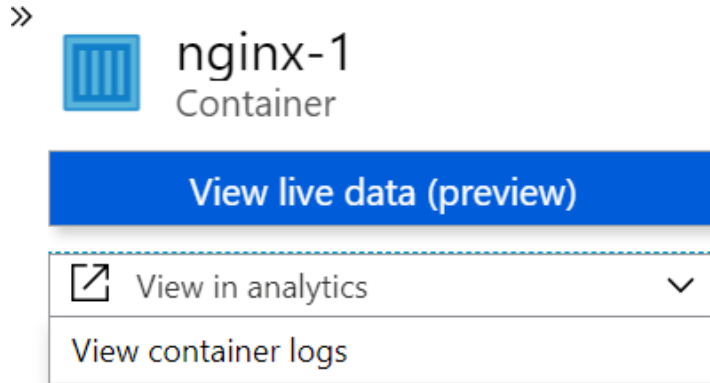 nginx-1
Container
View live data (preview)
View in analytics
View container logs